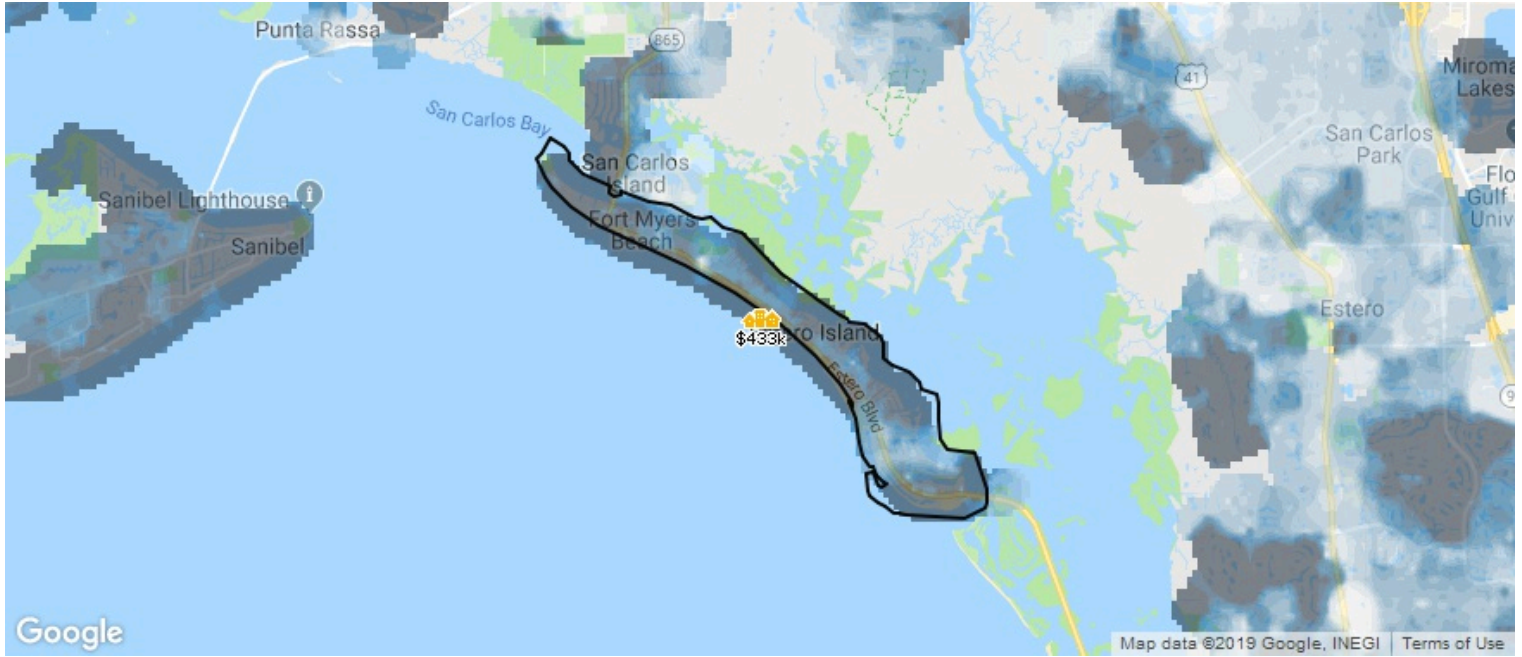 Punta Rassa
865
41
Miroma
Lakes
San Carlos Bay
San Carlos
Park
San Carlos
Island
Flo
Gulf
Univ
Sanibel Lighthouse
Fort Myers
Beach
Sanibel
Estero
ero Island
$433k
Estero Blvd
9
Google
Map data ©2019 Google, INEGI
Terms of Use